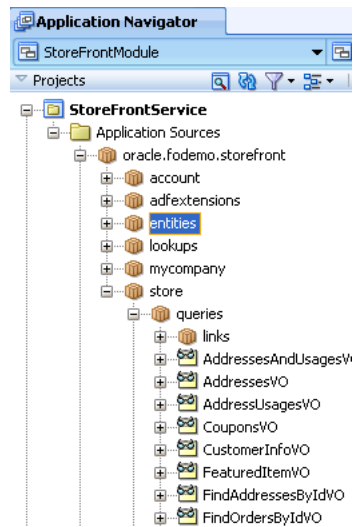 Application Navigator
StoreFrontModule
Projects
StoreFrontService
Application Sources
oracle.fodemo.storefront
account
adfextensions
entities
lookups
mycompany
store
queries
links
AddressesAndUsagesV
AddressesVO
AddressUsagesVO
CouponsVO
CustomerInfoVO
FeaturedItemVO
FindAddressesByIdVO
FindOrdersByIdVO